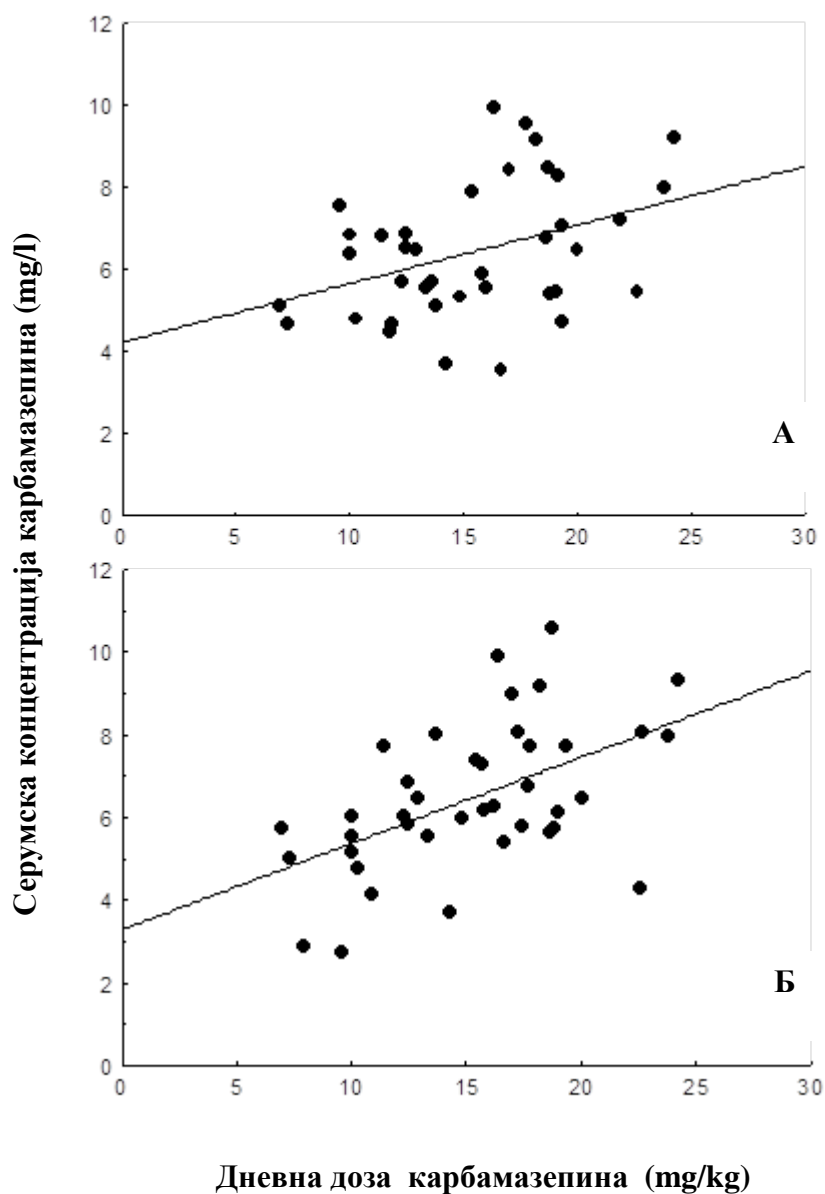 Серумска концентрација карбамазепина (mg/l)
12
10
8
6
4
2
0
А
0 5 10 15 20 25 30
12
10
8
6
4
2
0
Б
0 5 10 15 20 25 30
Дневна доза карбамазепина (mg/kg)